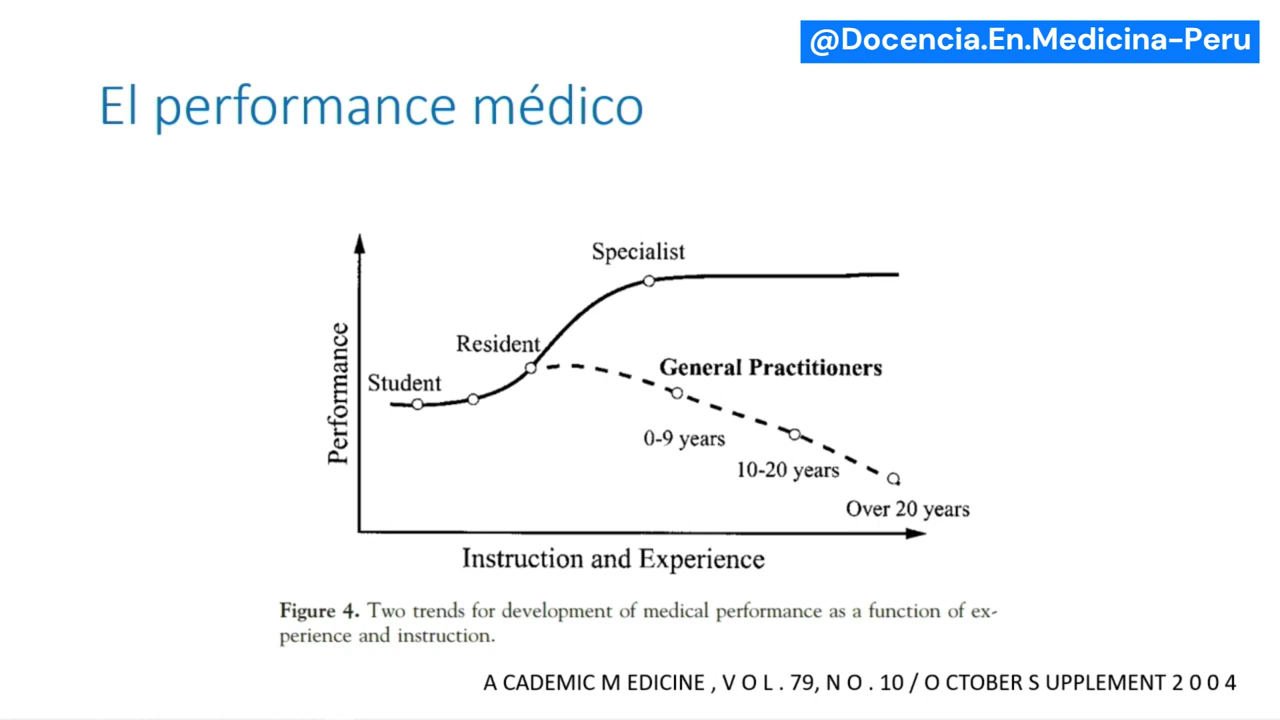 @Docencia.En.Medicina-Peru
El performance médico
Specialist
Resident
Student
General Practitioners
0-9 years
10-20 years
Over 20 years
Performance
Instruction and Experience
Figure 4. Two trends for development of medical performance as a function of ex-
perience and instruction.
A CADEMIC M EDICINE , V O L . 79, N O . 10 / O CTOBER S UPPLEMENT 2 0 0 4